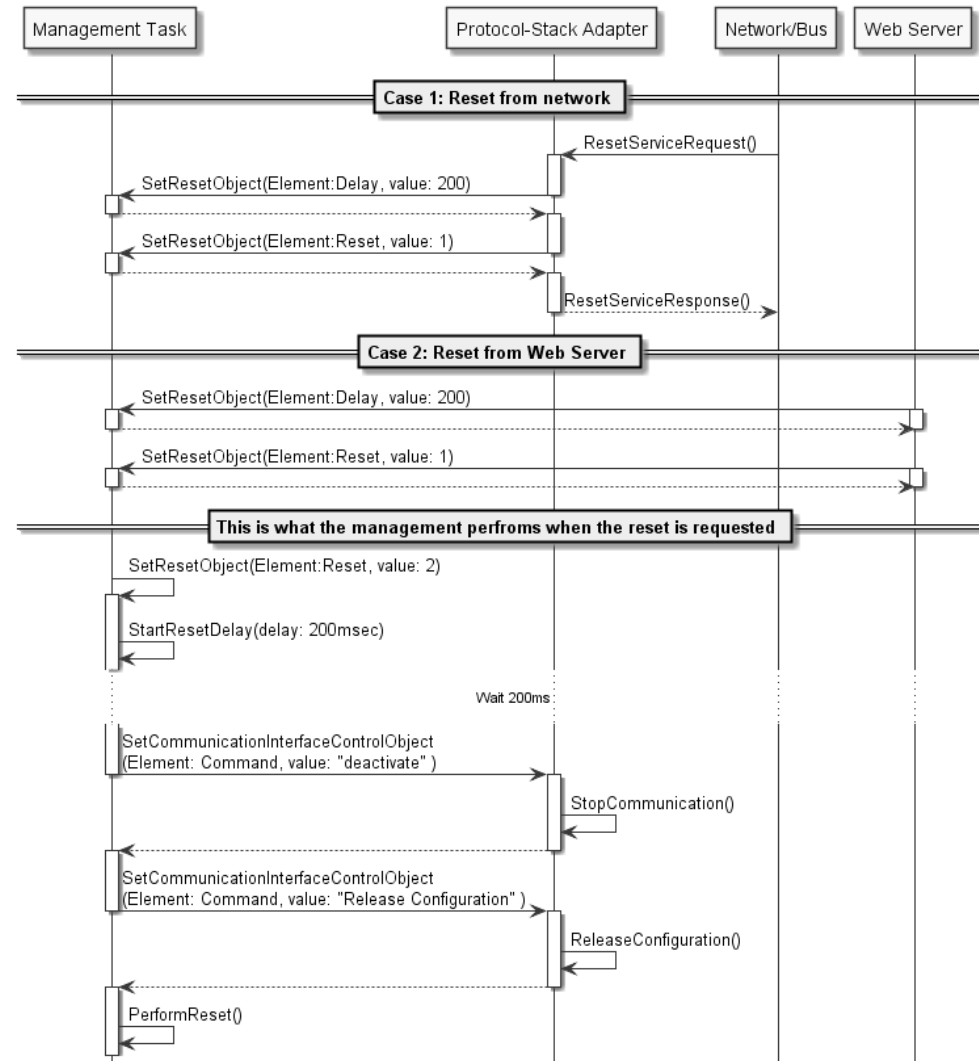 Management Task
Protocol-Stack Adapter
Network/Bus
Web Server
Case 1: Reset from network
ResetServiceRequest()
SetResetObject(Element:Delay, value: 200)
SetResetObject(Element:Reset, value: 1)
ResetServiceResponse()
Case 2: Reset from Web Server
SetResetObject(Element:Delay, value: 200)
SetResetObject(Element:Reset, value: 1)
This is what the management perfroms when the reset is requested
SetResetObject(Element:Reset, value: 2)
StartResetDelay(delay: 200msec)
Wait 200ms
SetCommunicationInterfaceControlObject
(Element: Command, value: "deactivate" )
StopCommunication()
SetCommunicationInterfaceControlObject
(Element: Command, value: "Release Configuration" )
ReleaseConfiguration()
PerformReset()